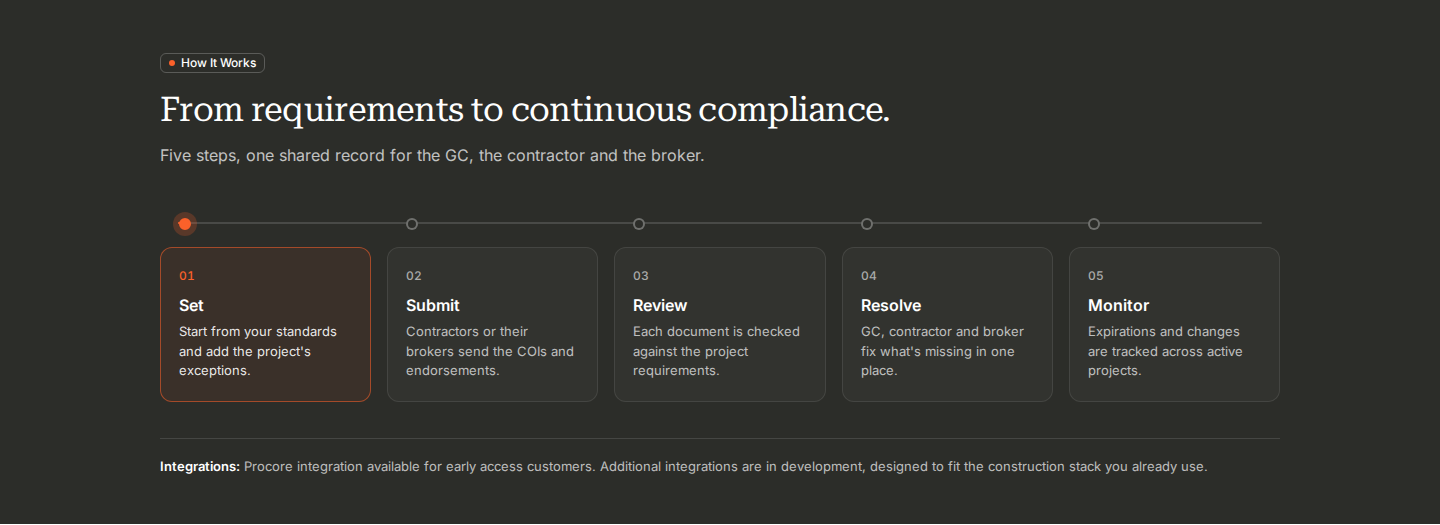 How It Works
From requirements to continuous compliance.
Five steps, one shared record for the GC, the contractor and the broker.
01
Set
Start from your standards
and add the project's
exceptions.
02
Submit
Contractors or their
brokers send the COIs and
endorsements.
03
Review
Each document is checked
against the project
requirements.
04
Resolve
GC, contractor and broker
fix what's missing in one
place.
05
Monitor
Expirations and changes
are tracked across active
projects.
Integrations: Procore integration available for early access customers. Additional integrations are in development, designed to fit the construction stack you already use.